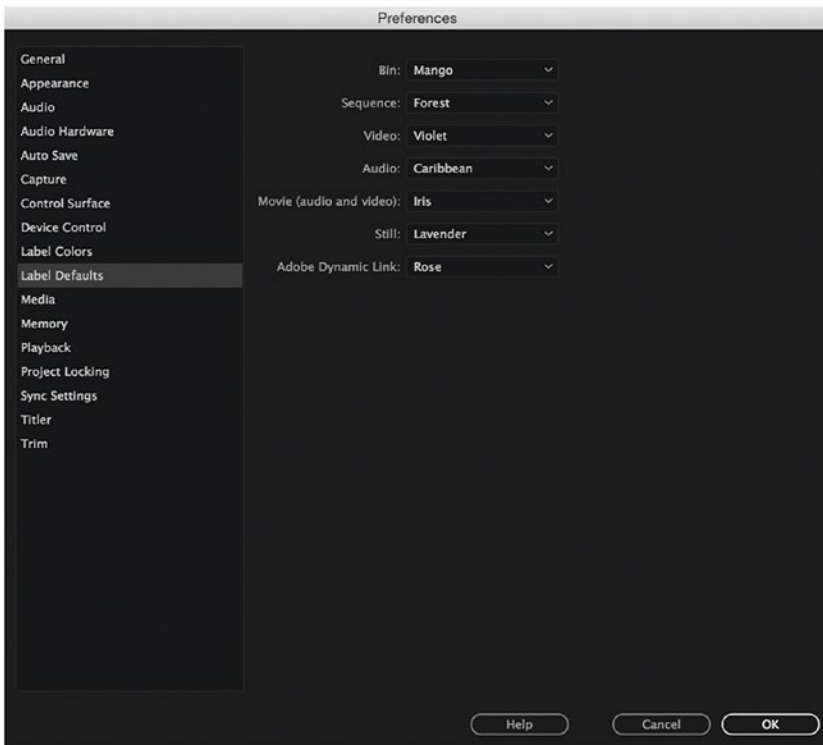 Preferences
General
Appearance
Audio
Audio Hardware
Auto Save
Capture
Control Surface
Device Control
Label Colors
Label Defaults
Media
Memory
Playback
Project Locking
Sync Settings
Titler
Trim
Bin: Mango
Sequence: Forest
Video: Violet
Audio: Caribbean
Movie (audio and video): Iris
Still: Lavender
Adobe Dynamic Link: Rose
Help Cancel OK